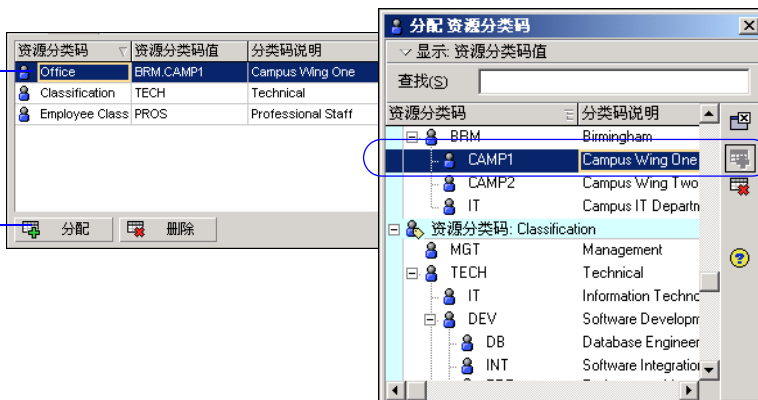 资源分类码 资源分类码值 分类码说明
Office BRM.CAMP1 Campus Wing One
Classification TECH Technical
Employee Class PROS Professional Staff
分配 删除
分配 资源分类码
显示: 资源分类码值
查找(S)
资源分类码 分类码说明
BRM Birmingham
CAMP1 Campus Wing One
CAMP2 Campus Wing Two
IT Campus IT Departn
资源分类码: Classification
MGT Management
TECH Technical
IT Information Techno
DEV Software Developm
DB Database Engineer
INT Software Integration